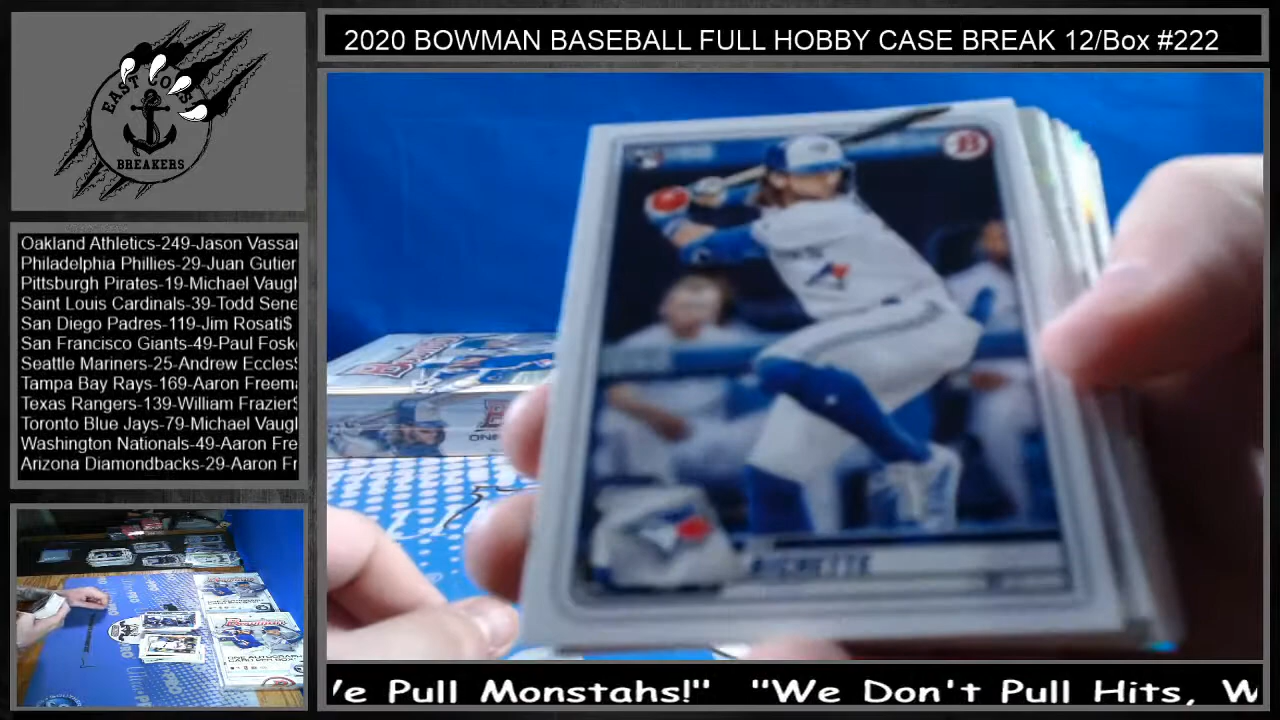 EAST COAST
BREAKERS
2020 BOWMAN BASEBALL FULL HOBBY CASE BREAK 12/Box #222
Oakland Athletics-249-Jason Vassar
Philadelphia Phillies-29-Juan Gutier
Pittsburgh Pirates-19-Michael Vaugh
Saint Louis Cardinals-39-Todd Sene
San Diego Padres-119-Jim Rosati$
San Francisco Giants-49-Paul Fosk
Seattle Mariners-25-Andrew Eccles$
Tampa Bay Rays-169-Aaron Freema
Texas Rangers-139-William Frazier$
Toronto Blue Jays-79-Michael Vaugh
Washington Nationals-49-Aaron Fre
Arizona Diamondbacks-29-Aaron Fr
B
BICHETTE
Bowman
ONE
've Pull Monstahs!" "We Don't Pull Hits, W